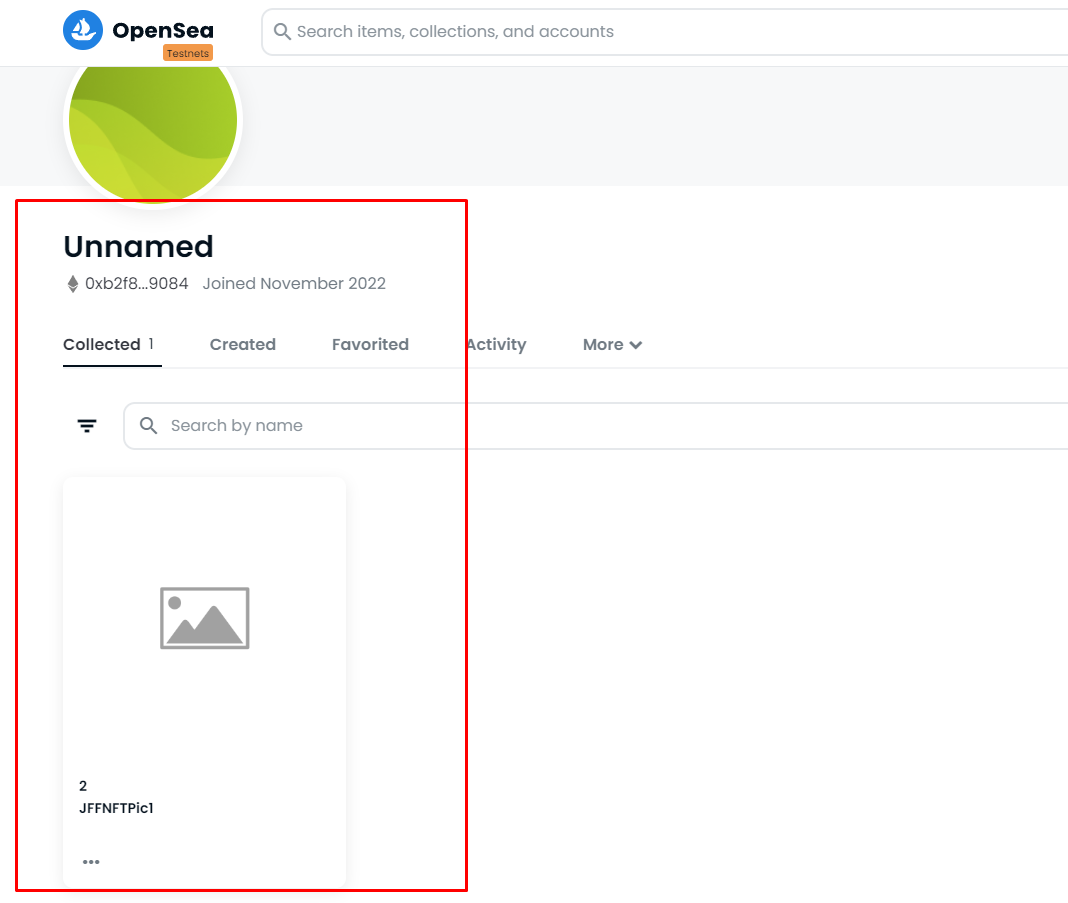 OpenSea
Testnets
Search items, collections, and accounts
Unnamed
0xb2f8...9084 Joined November 2022
Collected 1 Created Favorited Activity More
Search by name
2
JFFNFTPic1